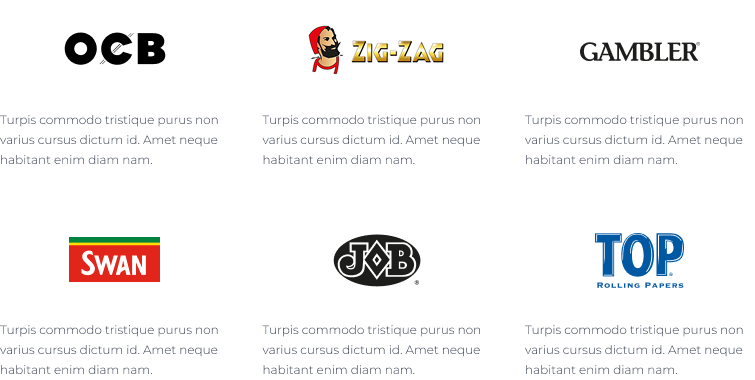 OCB
ZIG-ZAG
GAMBLER®
Turpis commodo tristique purus non
varius cursus dictum id. Amet neque
habitant enim diam nam.
Turpis commodo tristique purus non
varius cursus dictum id. Amet neque
habitant enim diam nam.
Turpis commodo tristique purus non
varius cursus dictum id. Amet neque
habitant enim diam nam.
SWAN
JOB®
TOP®
ROLLING PAPERS
Turpis commodo tristique purus non
varius cursus dictum id. Amet neque
habitant enim diam nam.
Turpis commodo tristique purus non
varius cursus dictum id. Amet neque
habitant enim diam nam.
Turpis commodo tristique purus non
varius cursus dictum id. Amet neque
habitant enim diam nam.